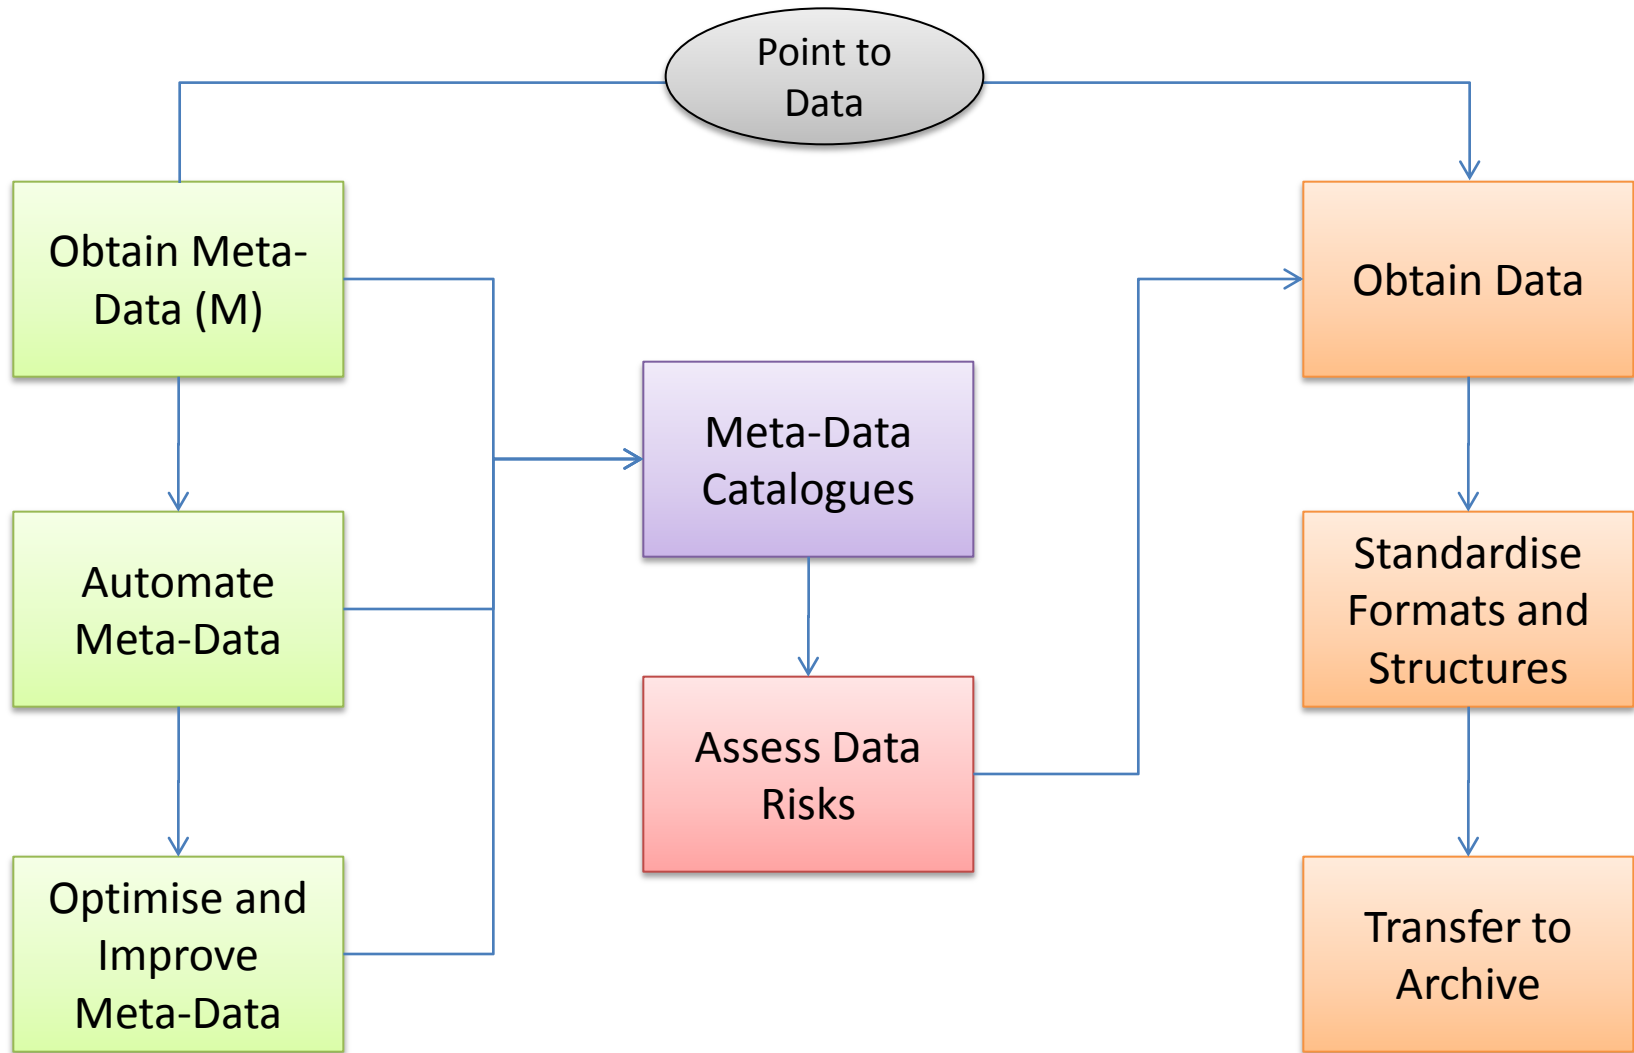 Point to
Data
Obtain Meta-
Data (M)
Obtain Data
Meta-Data
Catalogues
Automate
Meta-Data
Standardise
Formats and
Structures
Assess Data
Risks
Optimise and
Improve
Meta-Data
Transfer to
Archive